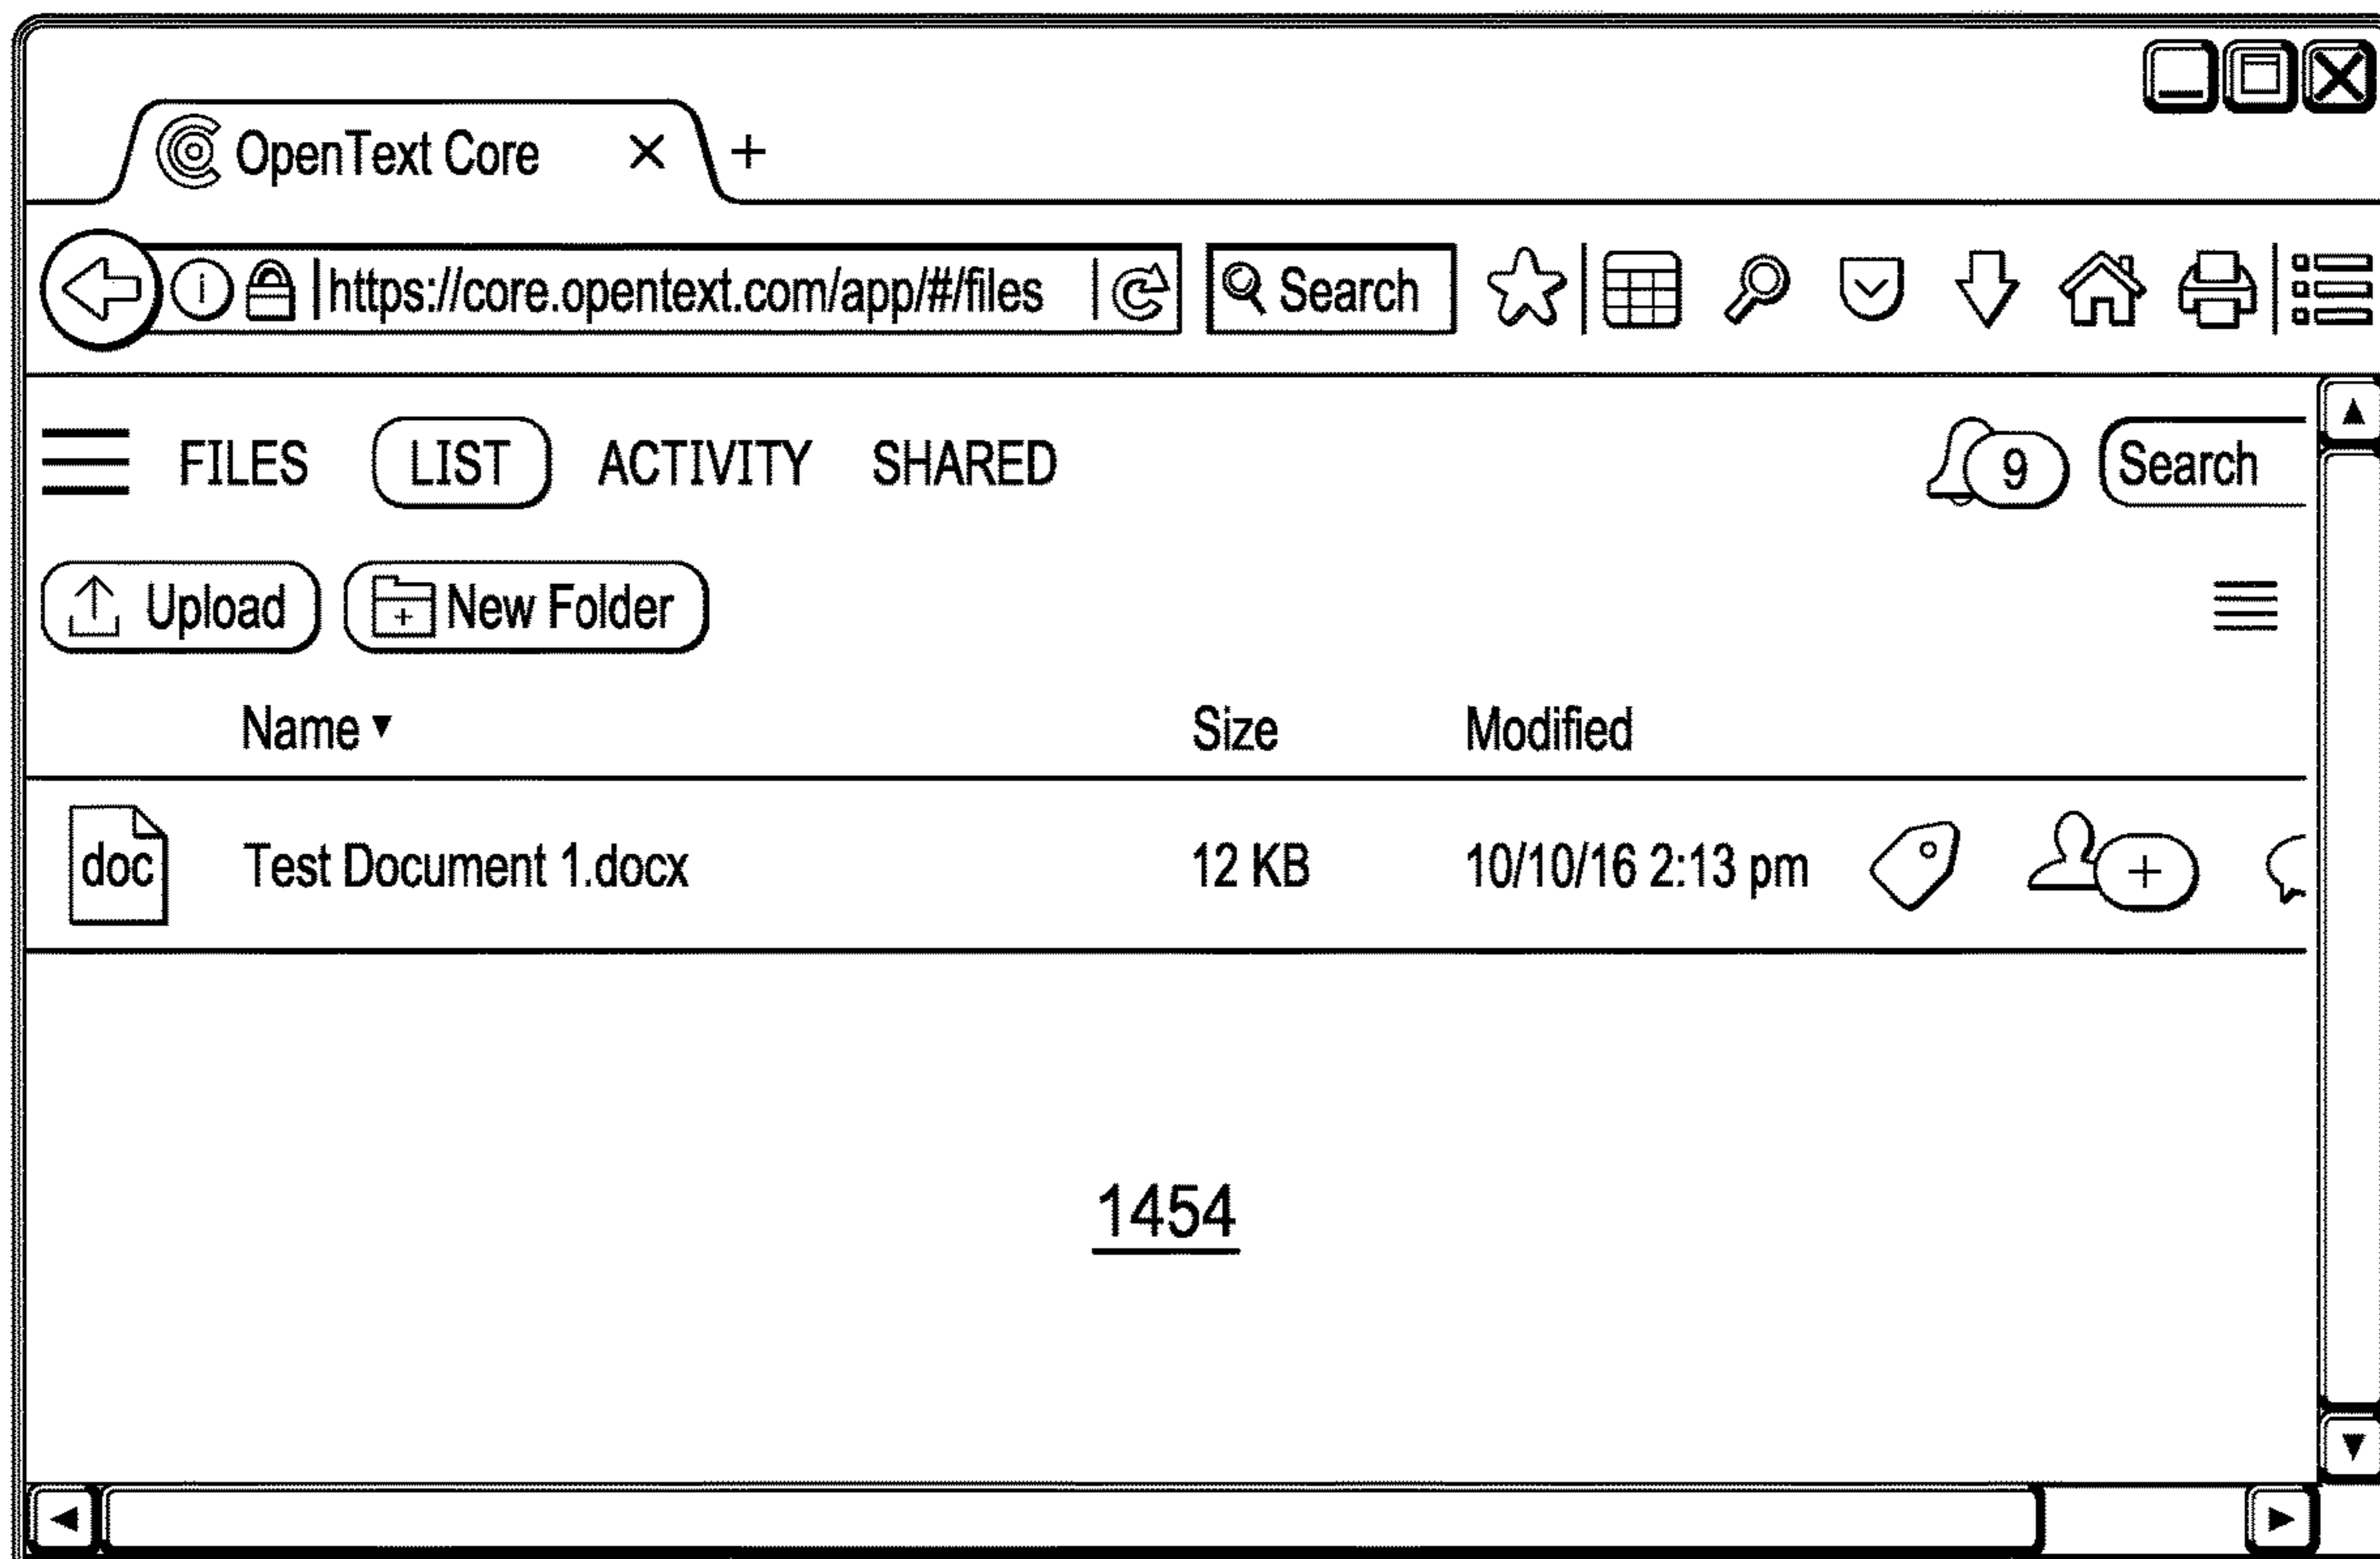 OpenText Core
https://core.opentext.com/app/#/files Search
FILES LIST ACTIVITY SHARED 9 Search
Upload New Folder
Name Size Modified
doc Test Document 1.docx 12 KB 10/10/16 2:13 pm
1454